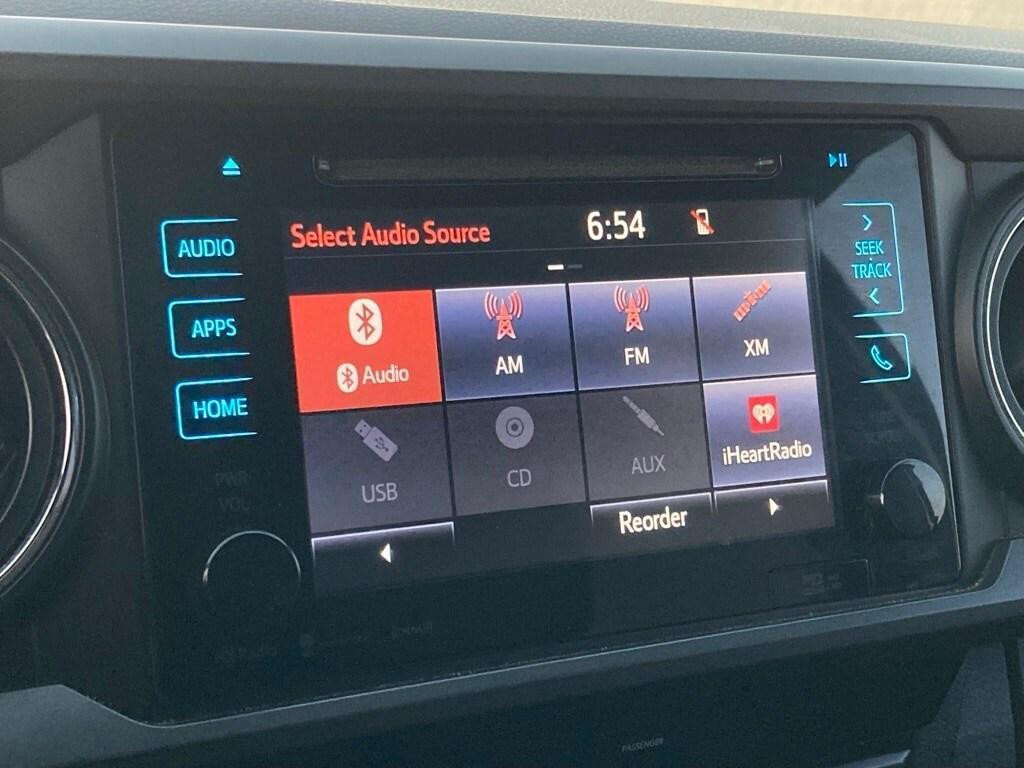 Select Audio Source
6:54
AUDIO
APPS
HOME
PWR
VOL
Audio
AM
FM
XM
USB
CD
AUX
iHeartRadio
Reorder
SEEK
TRACK
PASSENGER